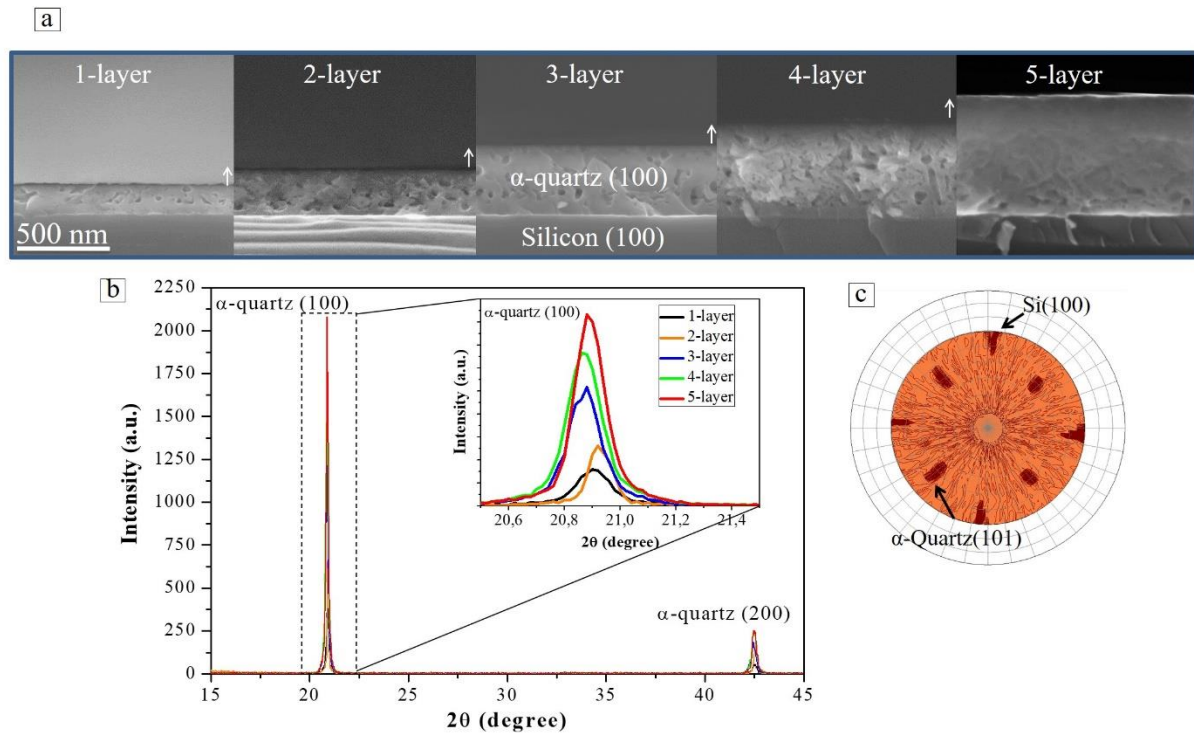 a
1-layer
2-layer
3-layer
4-layer
5-layer
α-quartz (100)
500 nm
Silicon (100)
b
α-quartz (100)
2250
2000
1750
1500
1250
1000
750
500
250
0
Intensity (a.u.)
α-quartz (100)
1-layer
2-layer
3-layer
4-layer
5-layer
Intensity (a.u.)
20,6 20,8 21,0 21,2 21,4
2θ (degree)
α-quartz (200)
15 20 25 30 35 40 45
2θ (degree)
c
Si(100)
α-Quartz(101)